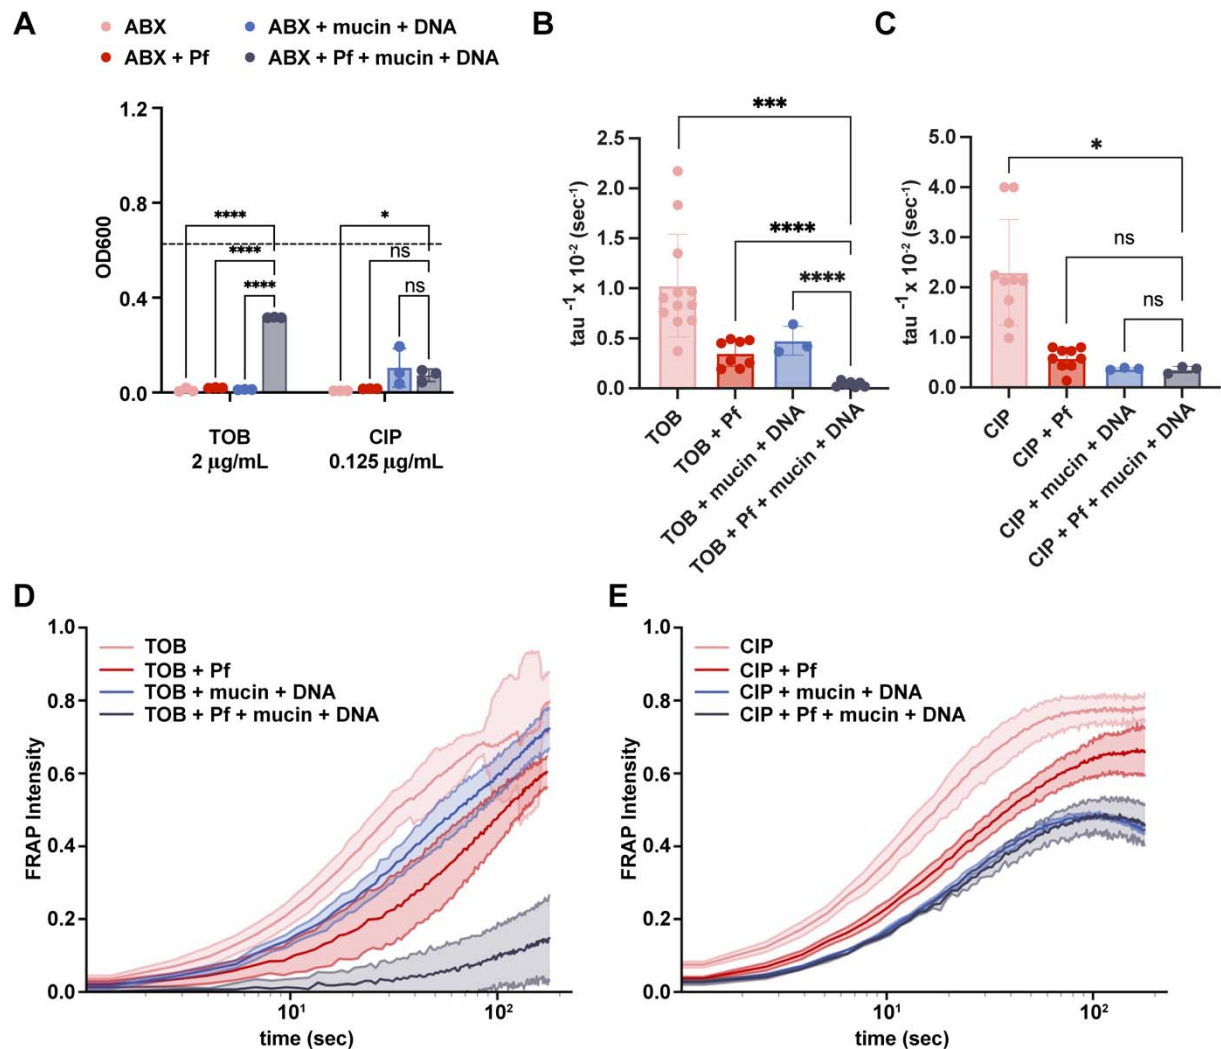 A
ABX
ABX + mucin + DNA
ABX + Pf
ABX + Pf + mucin + DNA
OD600
1.2
0.8
0.4
0.0
****
****
****
*
ns
ns
TOB
2 µg/mL
CIP
0.125 µg/mL
B
tau ⁻¹ x 10⁻² (sec⁻¹)
2.5
2.0
1.5
1.0
0.5
0.0
***
****
****
TOB
TOB + Pf
TOB + mucin + DNA
TOB + Pf + mucin + DNA
C
tau ⁻¹ x 10⁻² (sec⁻¹)
5.0
4.0
3.0
2.0
1.0
0.0
*
ns
ns
CIP
CIP + Pf
CIP + mucin + DNA
CIP + Pf + mucin + DNA
D
FRAP Intensity
1.0
0.8
0.6
0.4
0.2
0.0
TOB
TOB + Pf
TOB + mucin + DNA
TOB + Pf + mucin + DNA
10¹
10²
time (sec)
E
FRAP Intensity
1.0
0.8
0.6
0.4
0.2
0.0
CIP
CIP + Pf
CIP + mucin + DNA
CIP + Pf + mucin + DNA
10¹
10²
time (sec)